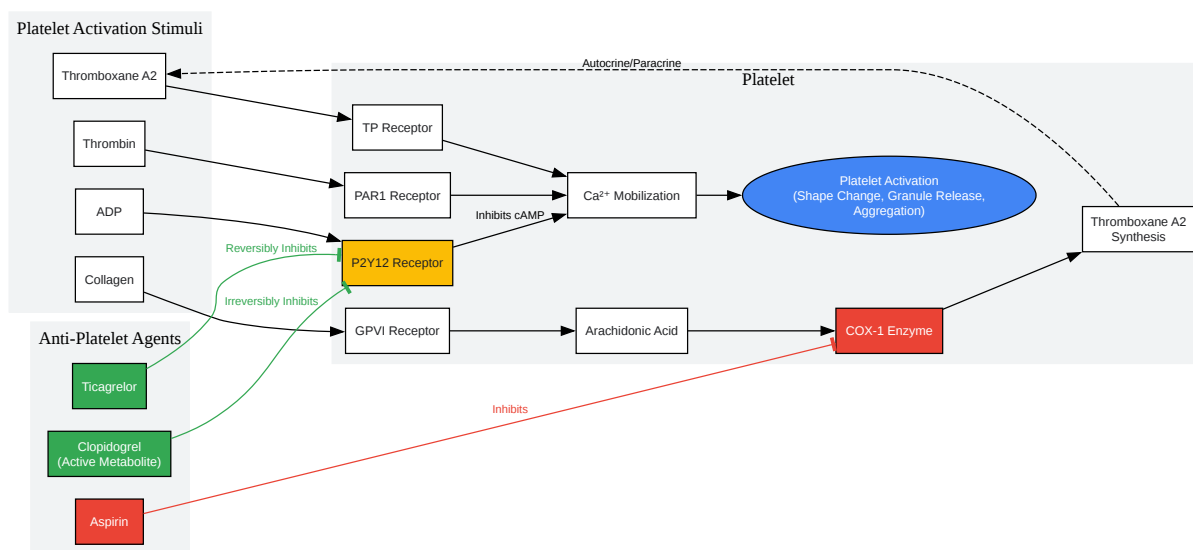 Platelet Activation Stimuli
Thromboxane A2
Thrombin
ADP
Collagen
Anti-Platelet Agents
Ticagrelor
Clopidogrel
(Active Metabolite)
Aspirin
Reversibly Inhibits
Irreversibly Inhibits
Inhibits
Autocrine/Paracrine
Platelet
TP Receptor
PAR1 Receptor
P2Y12 Receptor
GPVI Receptor
Inhibits cAMP
Ca²⁺ Mobilization
Arachidonic Acid
Platelet Activation
(Shape Change, Granule Release,
Aggregation)
COX-1 Enzyme
Thromboxane A2
Synthesis